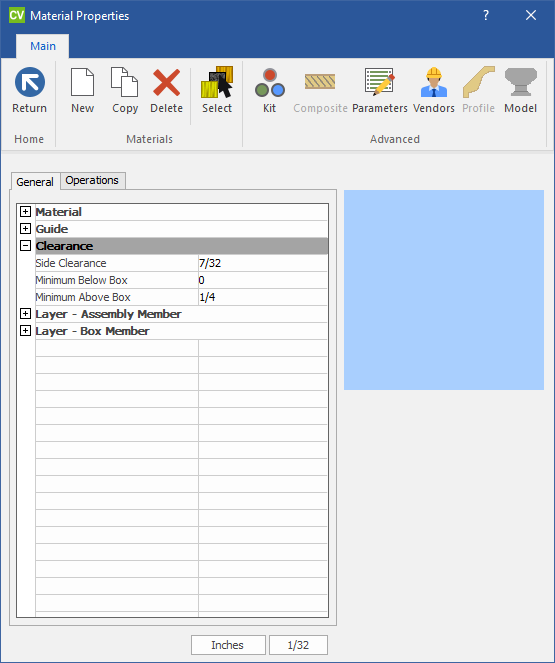 CV Material Properties ?
Main
Return New Copy Delete Select Kit Composite Parameters Vendors Profile Model
Home Materials Advanced
General Operations
Material
Guide
Clearance
Side Clearance 7/32
Minimum Below Box 0
Minimum Above Box 1/4
Layer - Assembly Member
Layer - Box Member
Inches 1/32